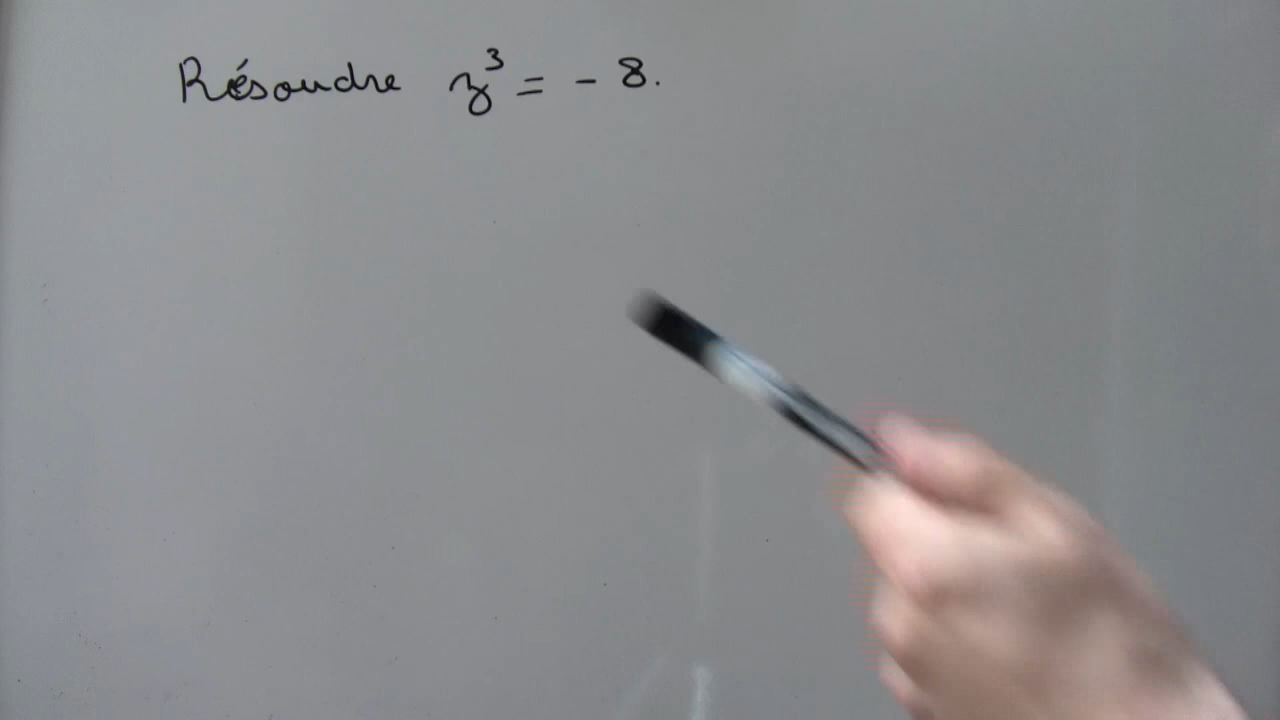 Résoudre z³ = - 8.